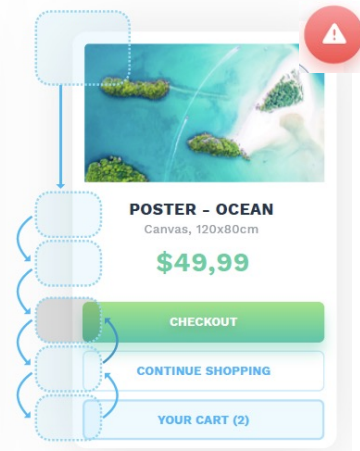 POSTER - OCEAN
Canvas, 120x80cm
$49,99
CHECKOUT
CONTINUE SHOPPING
YOUR CART (2)